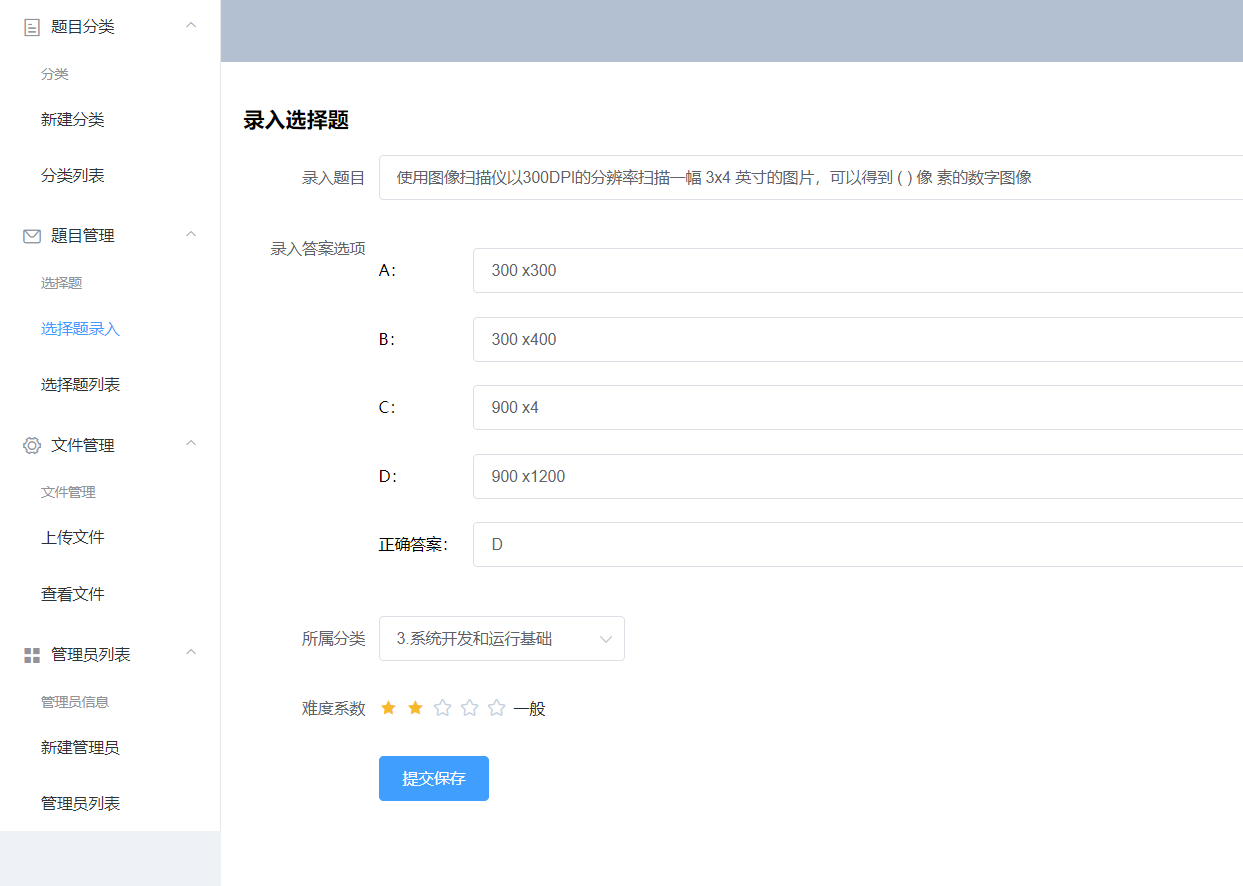 题目分类
分类
新建分类
分类列表
题目管理
选择题
选择题录入
选择题列表
文件管理
文件管理
上传文件
查看文件
管理员列表
管理员信息
新建管理员
管理员列表
录入选择题
录入题目 使用图像扫描仪以300DPI的分辨率扫描一幅 3x4 英寸的图片，可以得到 ( ) 像 素的数字图像
录入答案选项
A： 300 x300
B： 300 x400
C： 900 x4
D： 900 x1200
正确答案： D
所属分类 3.系统开发和运行基础
难度系数 一般
提交保存